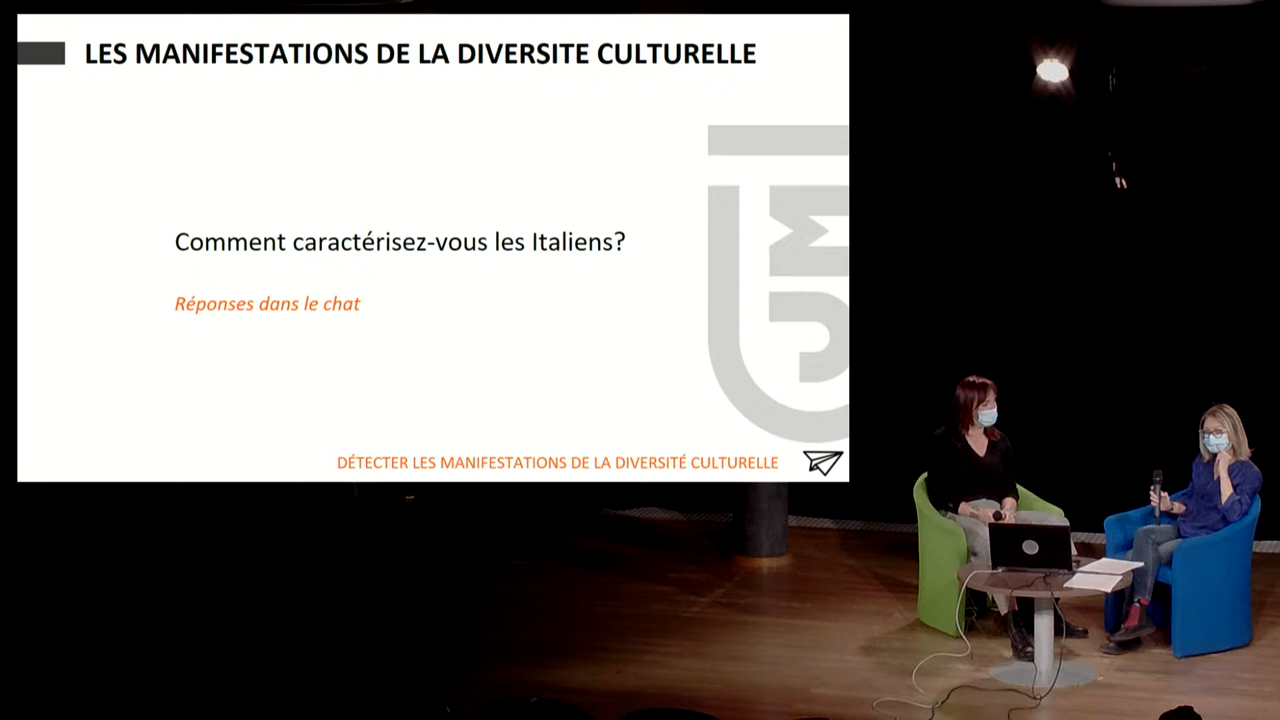 LES MANIFESTATIONS DE LA DIVERSITE CULTURELLE
Comment caractérisez-vous les Italiens?
Réponses dans le chat
DÉTECTER LES MANIFESTATIONS DE LA DIVERSITÉ CULTURELLE
UM